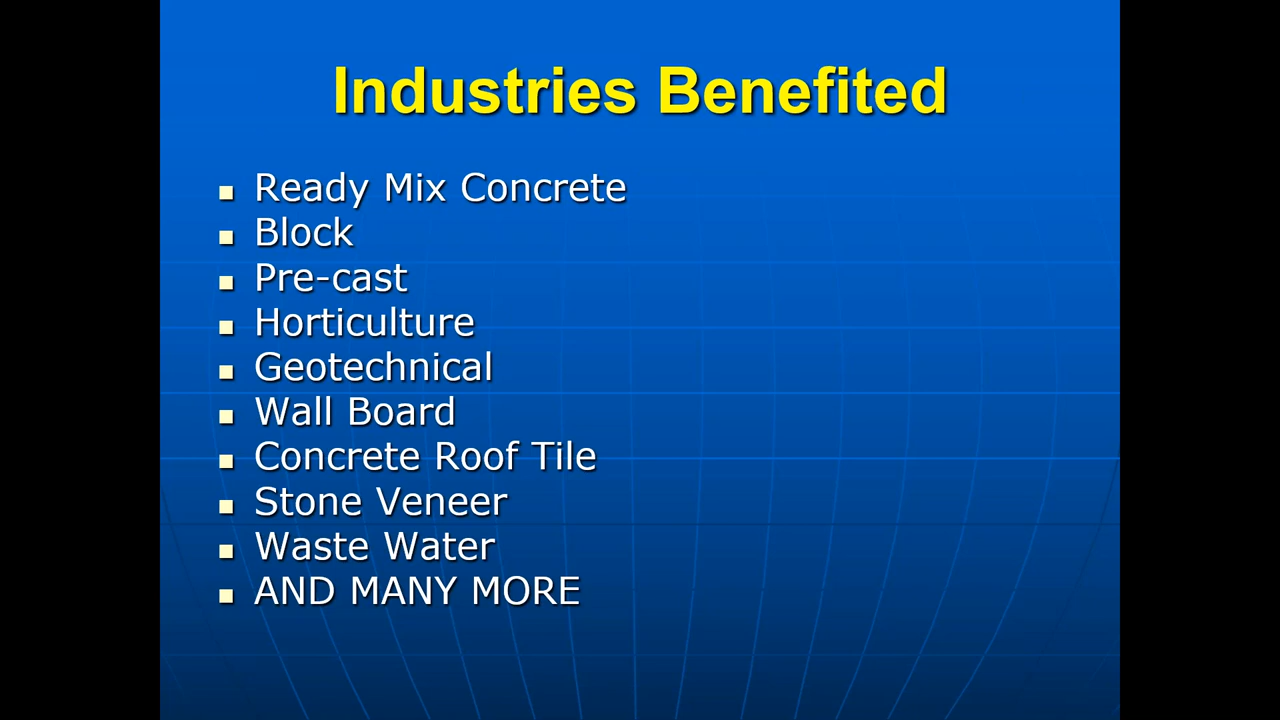 Industries Benefited
Ready Mix Concrete
Block
Pre-cast
Horticulture
Geotechnical
Wall Board
Concrete Roof Tile
Stone Veneer
Waste Water
AND MANY MORE